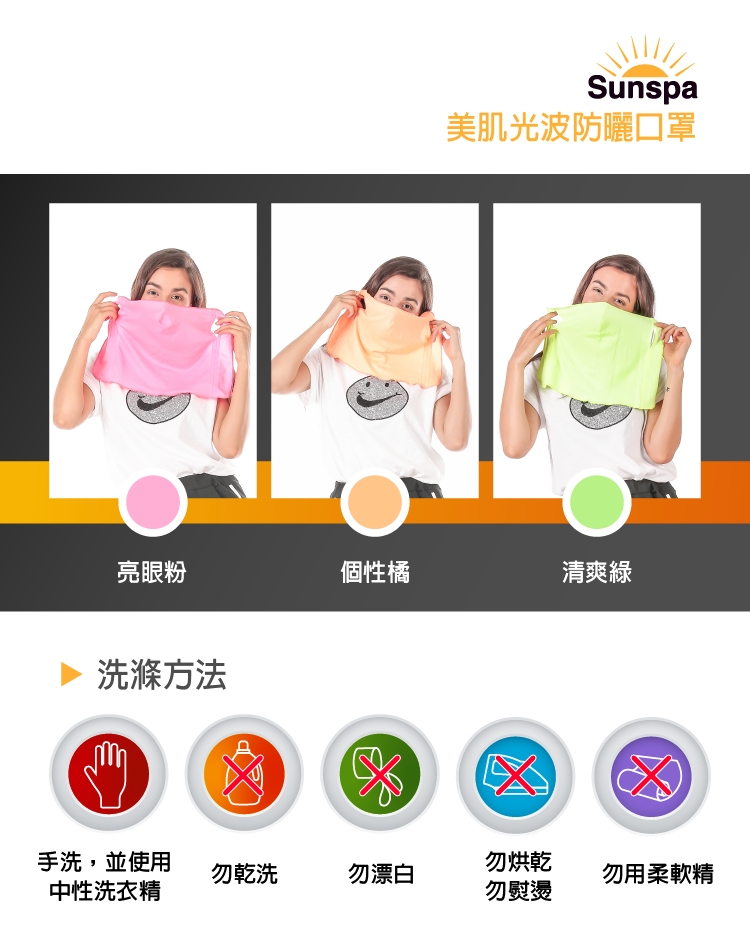 Sunspa
美肌光波防曬口罩
亮眼粉
個性橘
清爽綠
洗滌方法
手洗，並使用
中性洗衣精
勿乾洗
勿漂白
勿烘乾
勿熨燙
勿用柔軟精